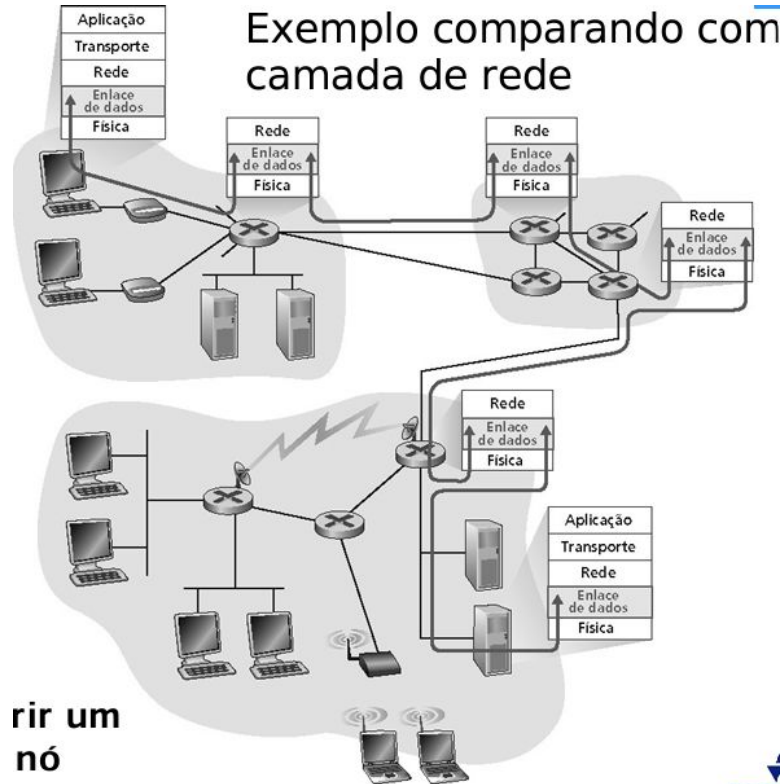 Exemplo comparando com
camada de rede
Aplicação
Transporte
Rede
Enlace
de dados
Física
Rede
Enlace
de dados
Física
Rede
Enlace
de dados
Física
Rede
Enlace
de dados
Física
Rede
Enlace
de dados
Física
Aplicação
Transporte
Rede
Enlace
de dados
Física
rir um
nó